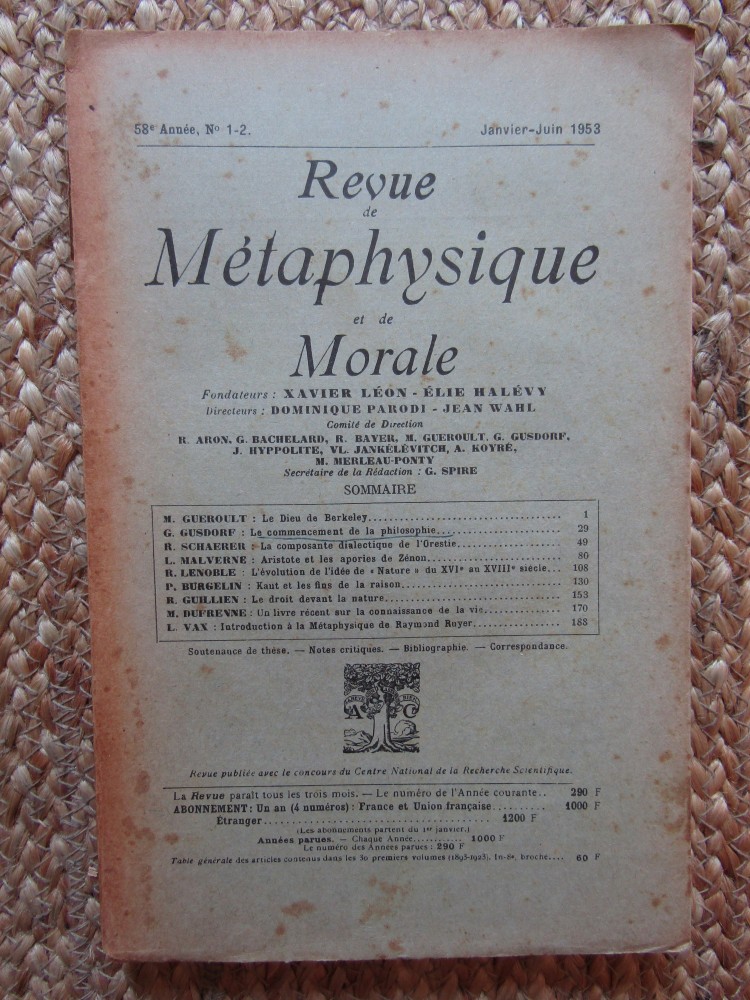 58e Année, No 1-2. Janvier-Juin 1953
Revue
de
Métaphysique
et de
Morale
Fondateurs : XAVIER LÉON - ÉLIE HALÉVY
Directeurs : DOMINIQUE PARODI - JEAN WAHL
Comité de Direction
R. ARON, G. BACHELARD, R. BAYER, M. GUEROULT, G. GUSDORF,
J. HYPPOLITE, VL. JANKÉLÉVITCH, A. KOYRÉ,
M. MERLEAU-PONTY
Secrétaire de la Rédaction : G. SPIRE
SOMMAIRE
M. GUEROULT : Le Dieu de Berkeley 1
G. GUSDORF : Le commencement de la philosophie 29
R. SCHAERER : La composante dialectique de l'Orestie 49
L. MALVERNE : Aristote et les apories de Zénon 80
R. LENOBLE : L'évolution de l'idée de « Nature » du XVIe au XVIIIe siècle 108
P. BURGELIN : Kant et les fins de la raison 130
R. GUILLIEN : Le droit devant la nature 153
M. DUFRENNE : Un livre récent sur la connaissance de la vie 170
L. VAX : Introduction à la Métaphysique de Raymond Ruyer 188
Soutenance de thèse. — Notes critiques. — Bibliographie. — Correspondance.
A C
Revue publiée avec le concours du Centre National de la Recherche Scientifique.
La Revue paraît tous les trois mois. — Le numéro de l'Année courante.. 290 F
ABONNEMENT : Un an (4 numéros) : France et Union française 1000 F
Étranger 1200 F
(Les abonnements partent du 1er janvier.)
Années parues. — Chaque Année 1000 F
Le numéro des Années parues : 290 F
Table générale des articles contenus dans les 30 premiers volumes (1893-1923). In-8o, broché.... 60 F